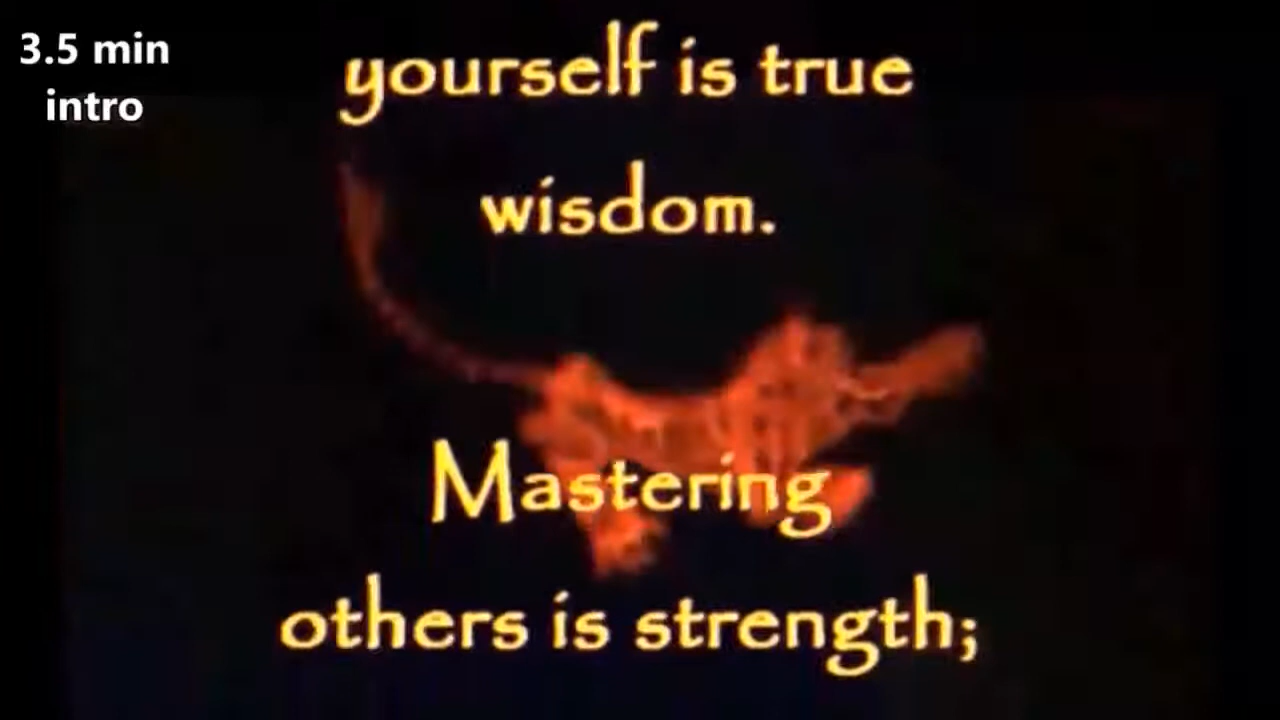 3.5 min
intro
yourself is true
wisdom.
Mastering
others is strength;